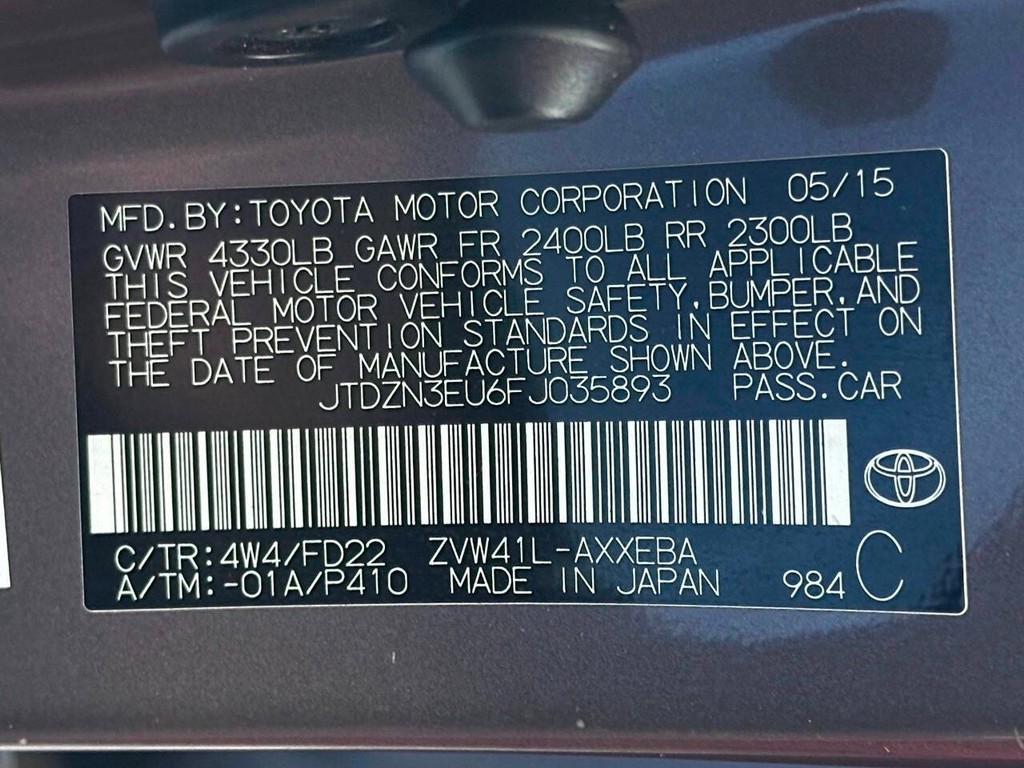 MFD.BY:TOYOTA MOTOR CORPORATION 05/15
GVWR 4330LB GAWR FR 2400LB RR 2300LB
THIS VEHICLE CONFORMS TO ALL APPLICABLE
FEDERAL MOTOR VEHICLE SAFETY,BUMPER,AND
THEFT PREVENTION STANDARDS IN EFFECT ON
THE DATE OF MANUFACTURE SHOWN ABOVE.
JTDZN3EU6FJ035893 PASS.CAR
C/TR:4W4/FD22 ZVW41L-AXXEBA
A/TM:-01A/P410 MADE IN JAPAN 984 C